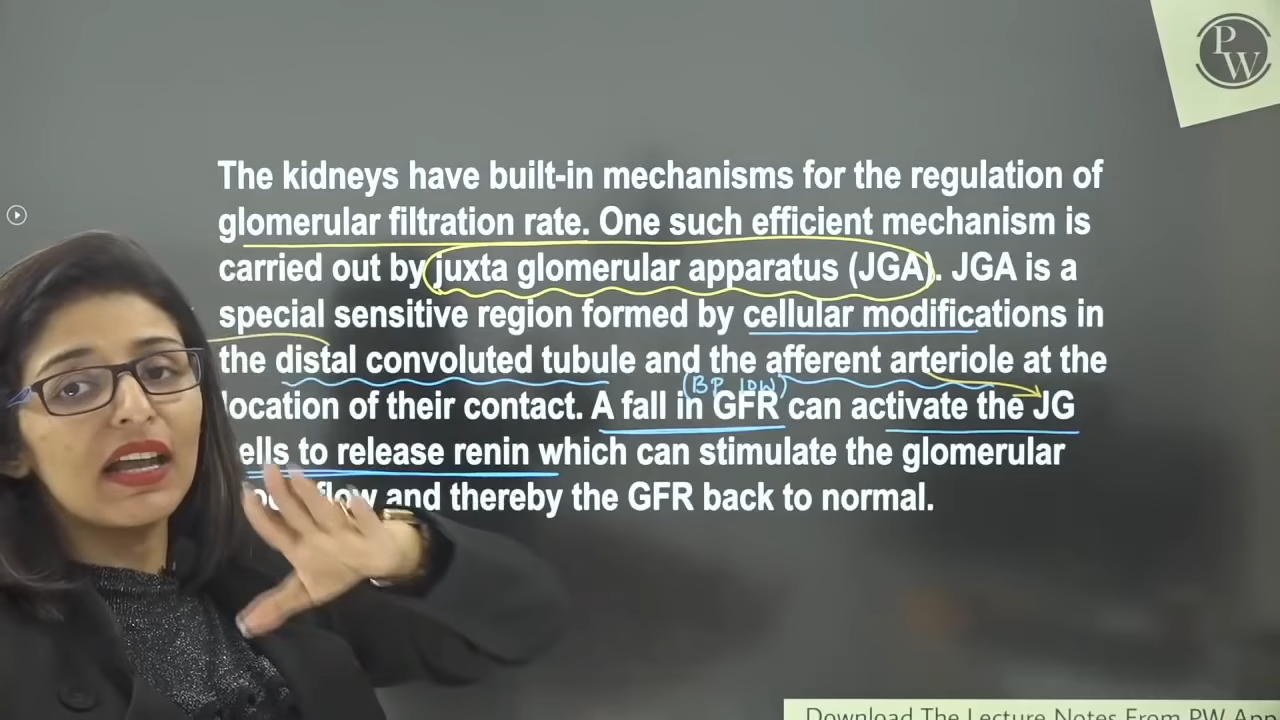 P
W
The kidneys have built-in mechanisms for the regulation of
glomerular filtration rate. One such efficient mechanism is
carried out by juxta glomerular apparatus (JGA). JGA is a
special sensitive region formed by cellular modifications in
the distal convoluted tubule and the afferent arteriole at the
(BP low)
location of their contact. A fall in GFR can activate the JG
ells to release renin which can stimulate the glomerular
flow and thereby the GFR back to normal.
Download The Lecture Notes From PW App